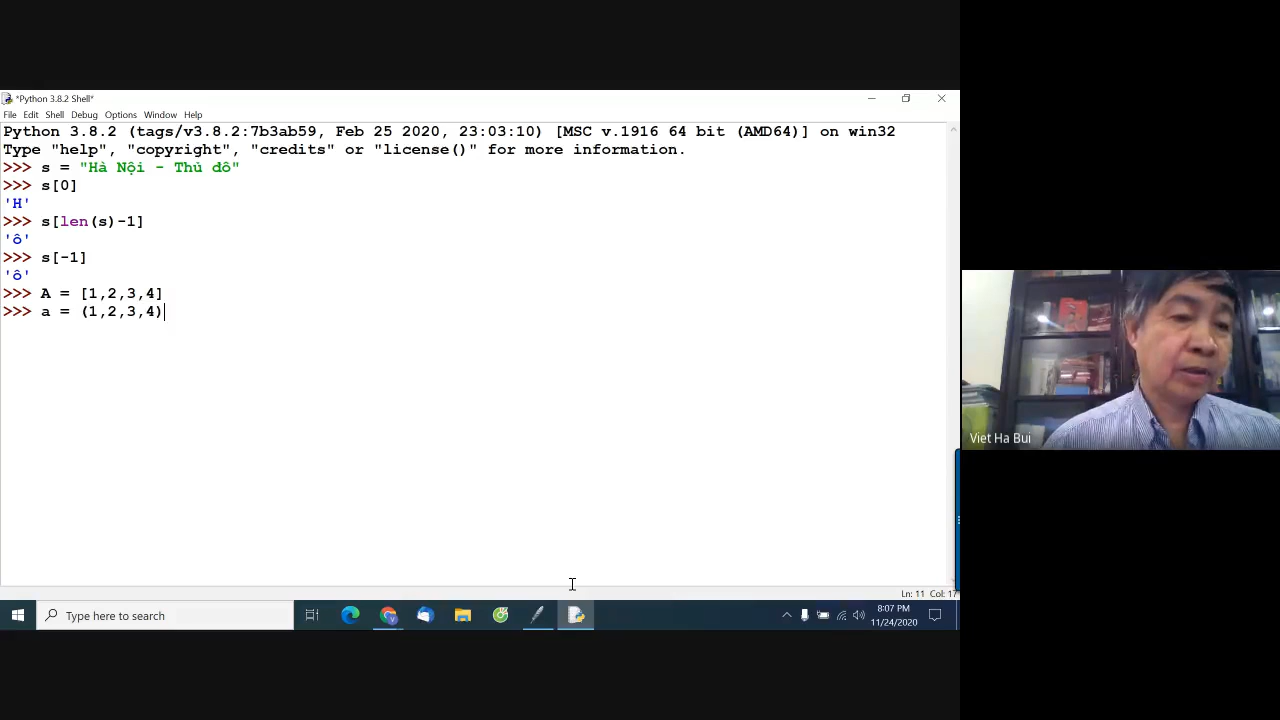 *Python 3.8.2 Shell*
File Edit Shell Debug Options Window Help
Python 3.8.2 (tags/v3.8.2:7b3ab59, Feb 25 2020, 23:03:10) [MSC v.1916 64 bit (AMD64)] on win32
Type "help", "copyright", "credits" or "license()" for more information.
>>> s = "Hà Nội - Thủ đô"
>>> s[0]
'H'
>>> s[len(s)-1]
'ô'
>>> s[-1]
'ô'
>>> A = [1,2,3,4]
>>> a = (1,2,3,4)
Viet Ha Bui
Ln: 11 Col: 17
Type here to search
8:07 PM
11/24/2020